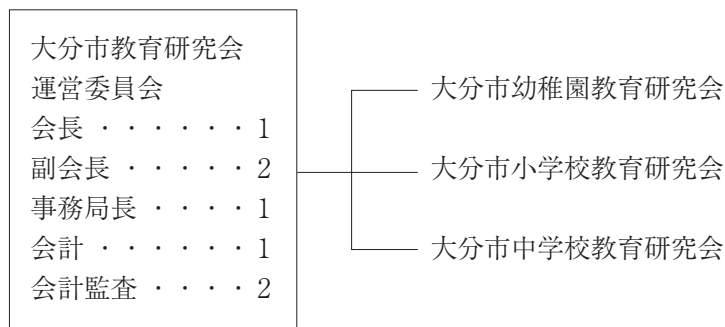 大分市教育研究会
運営委員会
会長 ・・・・・・ 1
副会長 ・・・・・ 2
事務局長 ・・・・ 1
会計 ・・・・・・ 1
会計監査 ・・・・ 2
大分市幼稚園教育研究会
大分市小学校教育研究会
大分市中学校教育研究会